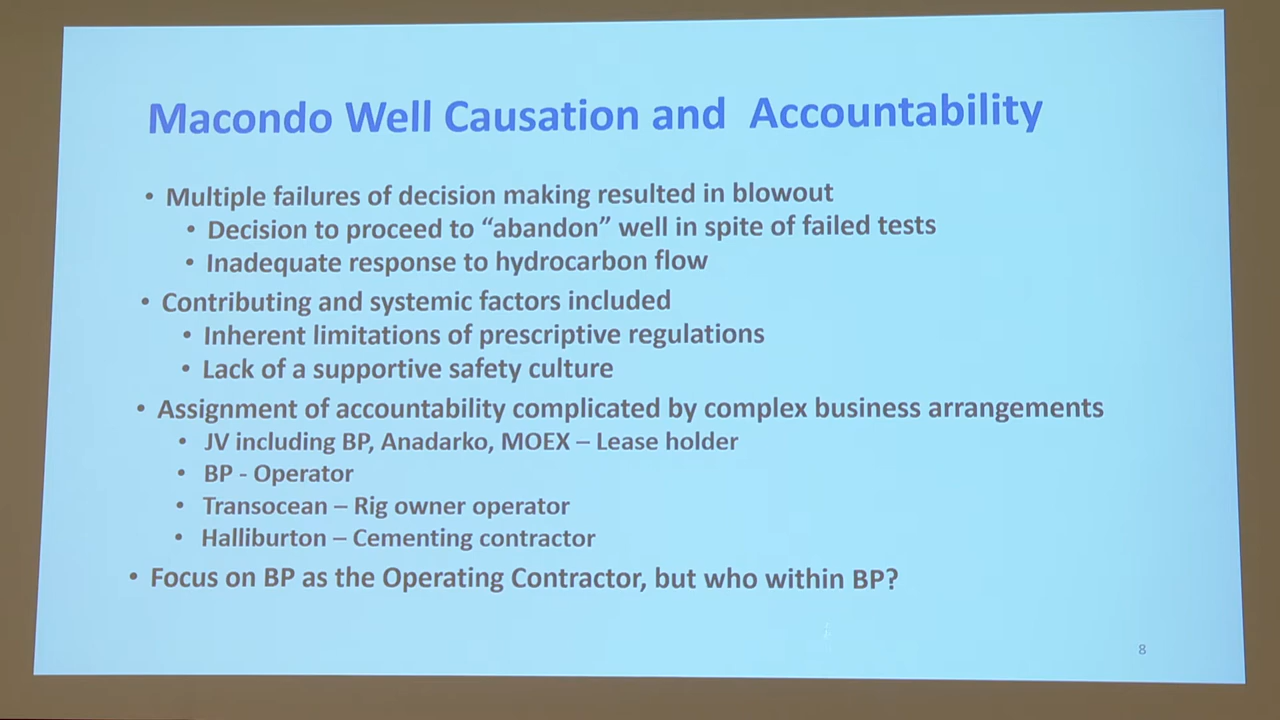 Macondo Well Causation and Accountability
• Multiple failures of decision making resulted in blowout
• Decision to proceed to “abandon” well in spite of failed tests
• Inadequate response to hydrocarbon flow
• Contributing and systemic factors included
• Inherent limitations of prescriptive regulations
• Lack of a supportive safety culture
• Assignment of accountability complicated by complex business arrangements
• JV including BP, Anadarko, MOEX – Lease holder
• BP - Operator
• Transocean – Rig owner operator
• Halliburton – Cementing contractor
• Focus on BP as the Operating Contractor, but who within BP?
8